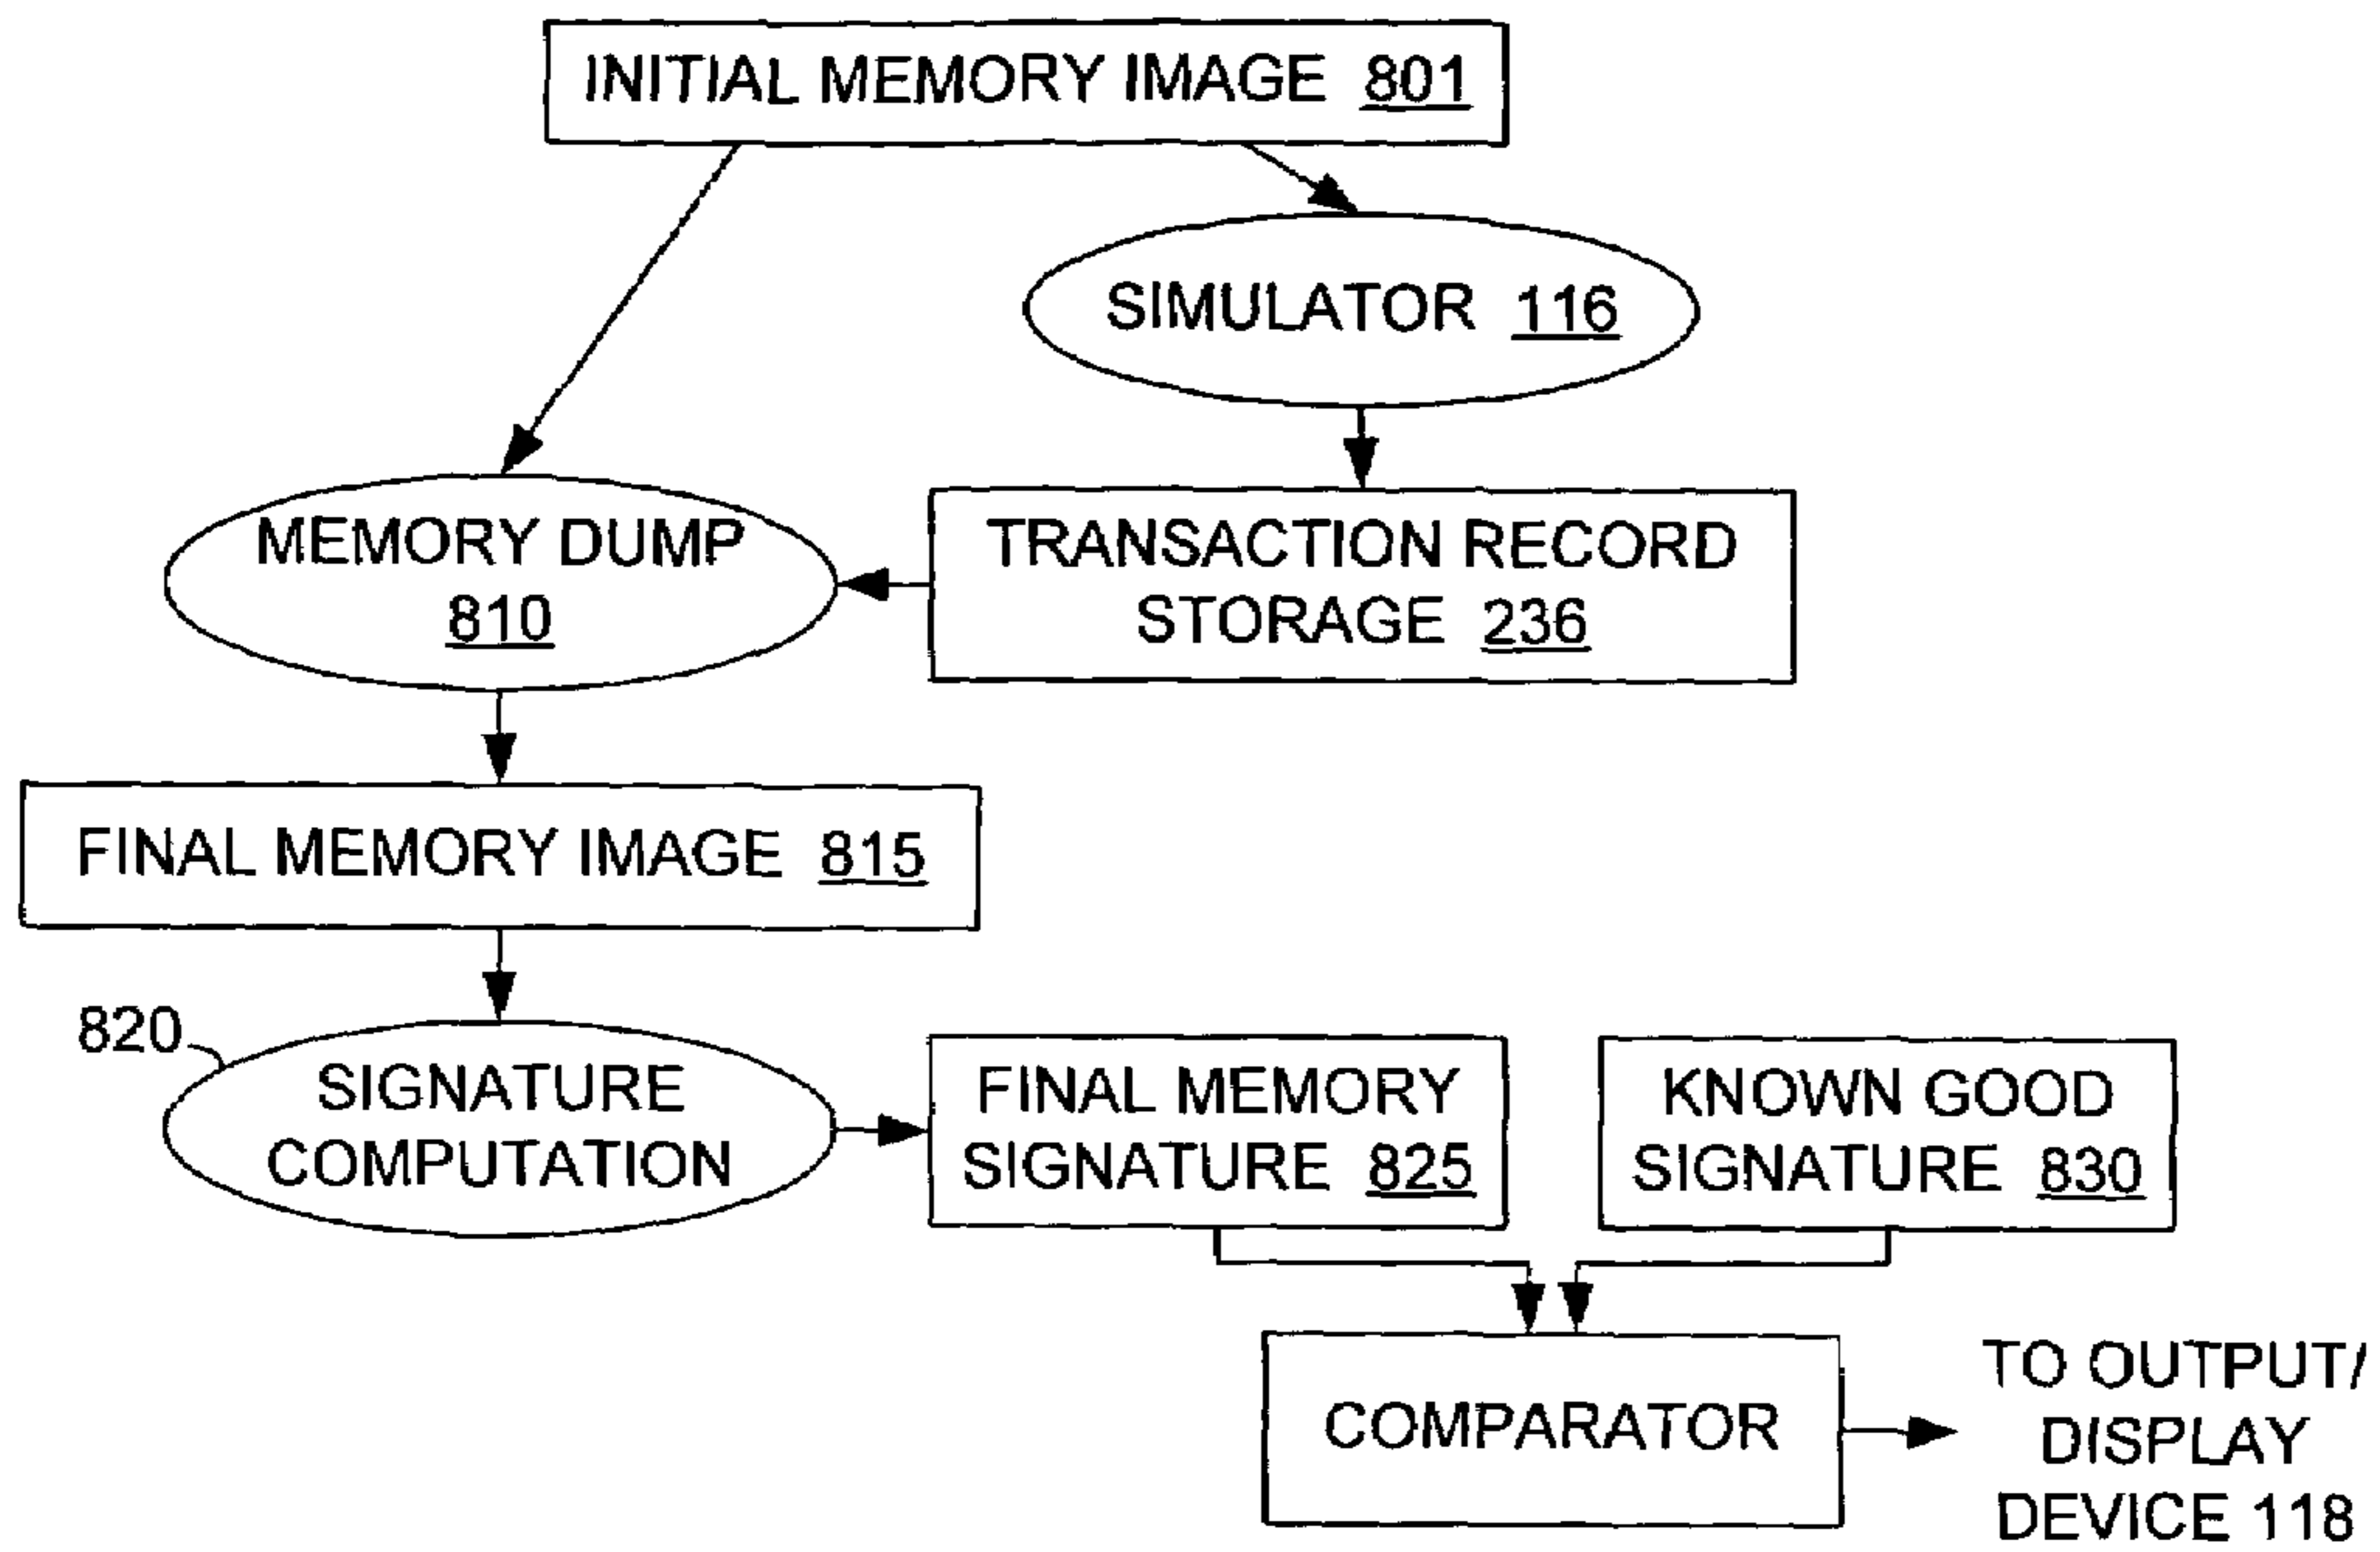 INITIAL MEMORY IMAGE 801
SIMULATOR 116
MEMORY DUMP
810
TRANSACTION RECORD
STORAGE 236
FINAL MEMORY IMAGE 815
820
SIGNATURE
COMPUTATION
FINAL MEMORY
SIGNATURE 825
KNOWN GOOD
SIGNATURE 830
COMPARATOR
TO OUTPUT/
DISPLAY
DEVICE 118